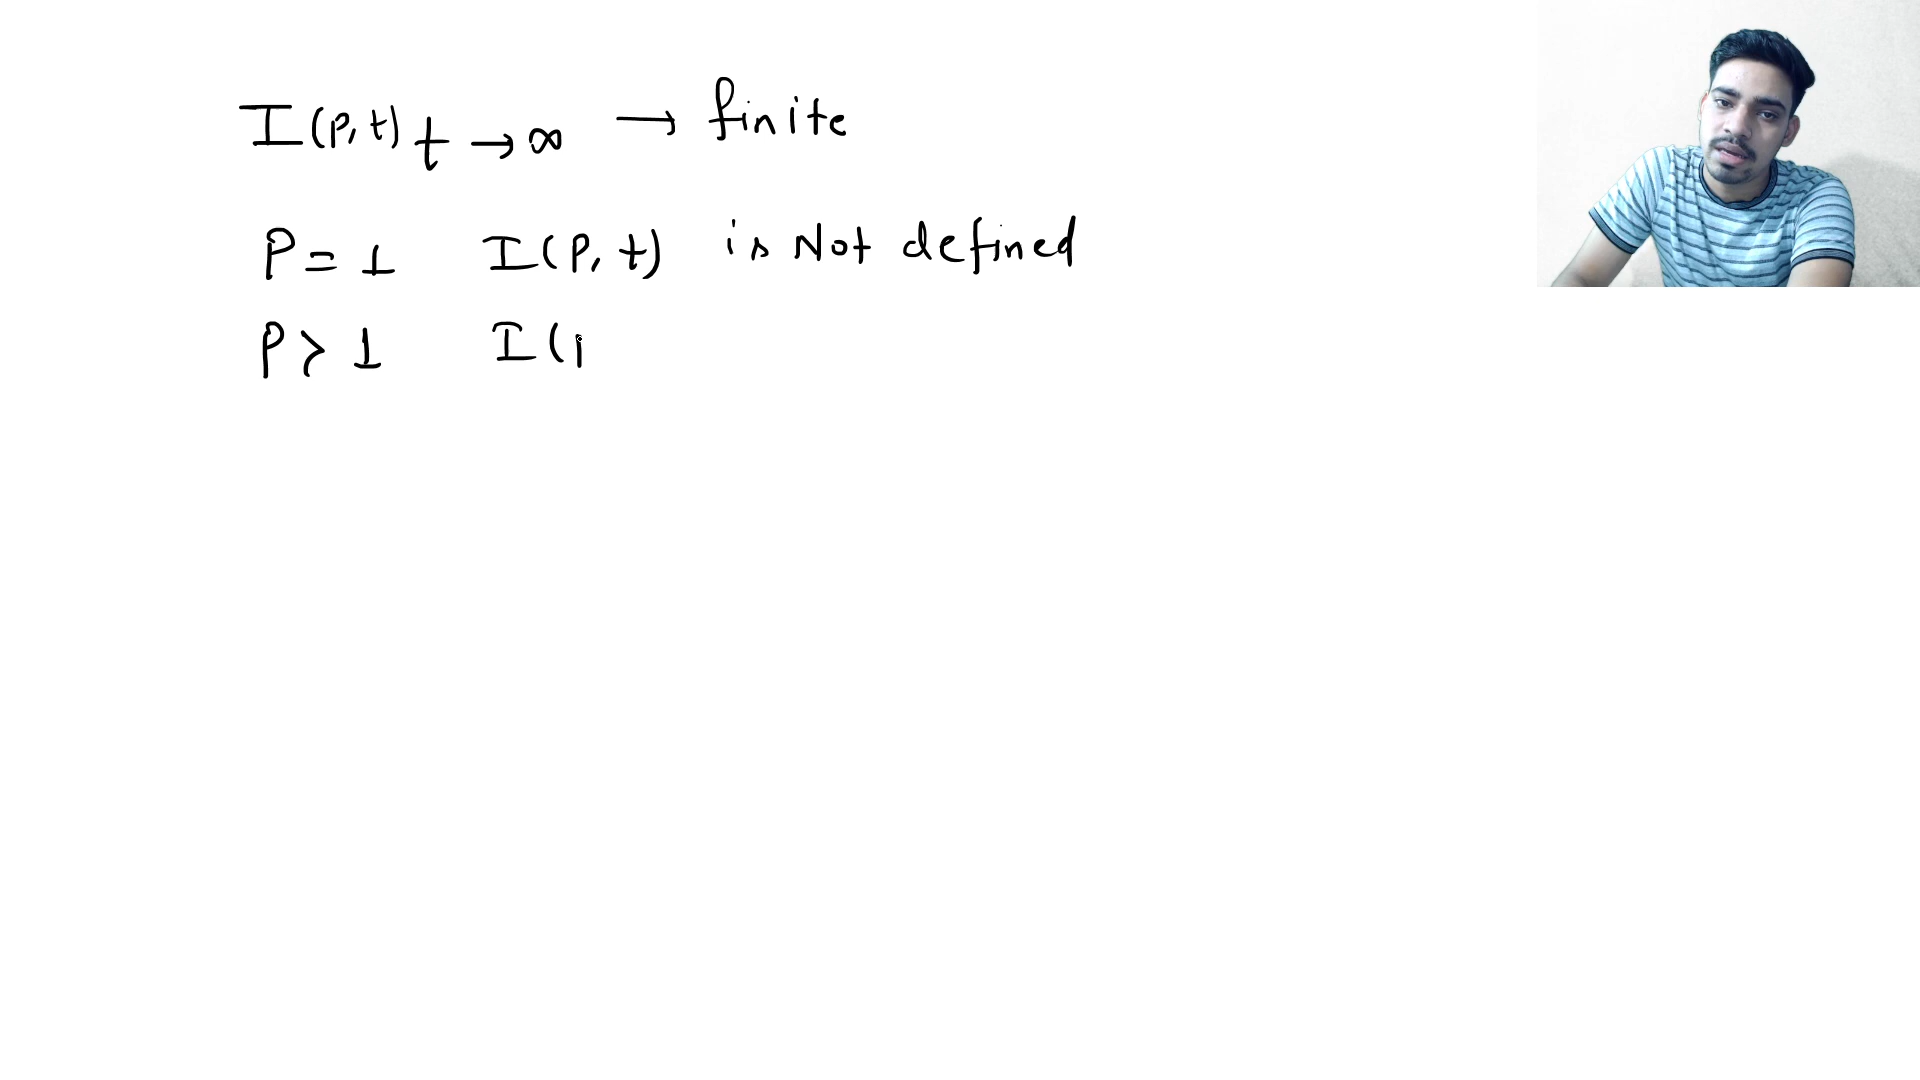 I(p,t) t → ∞ → finite
P = 1 I(P, t) is Not defined
P > 1 I(